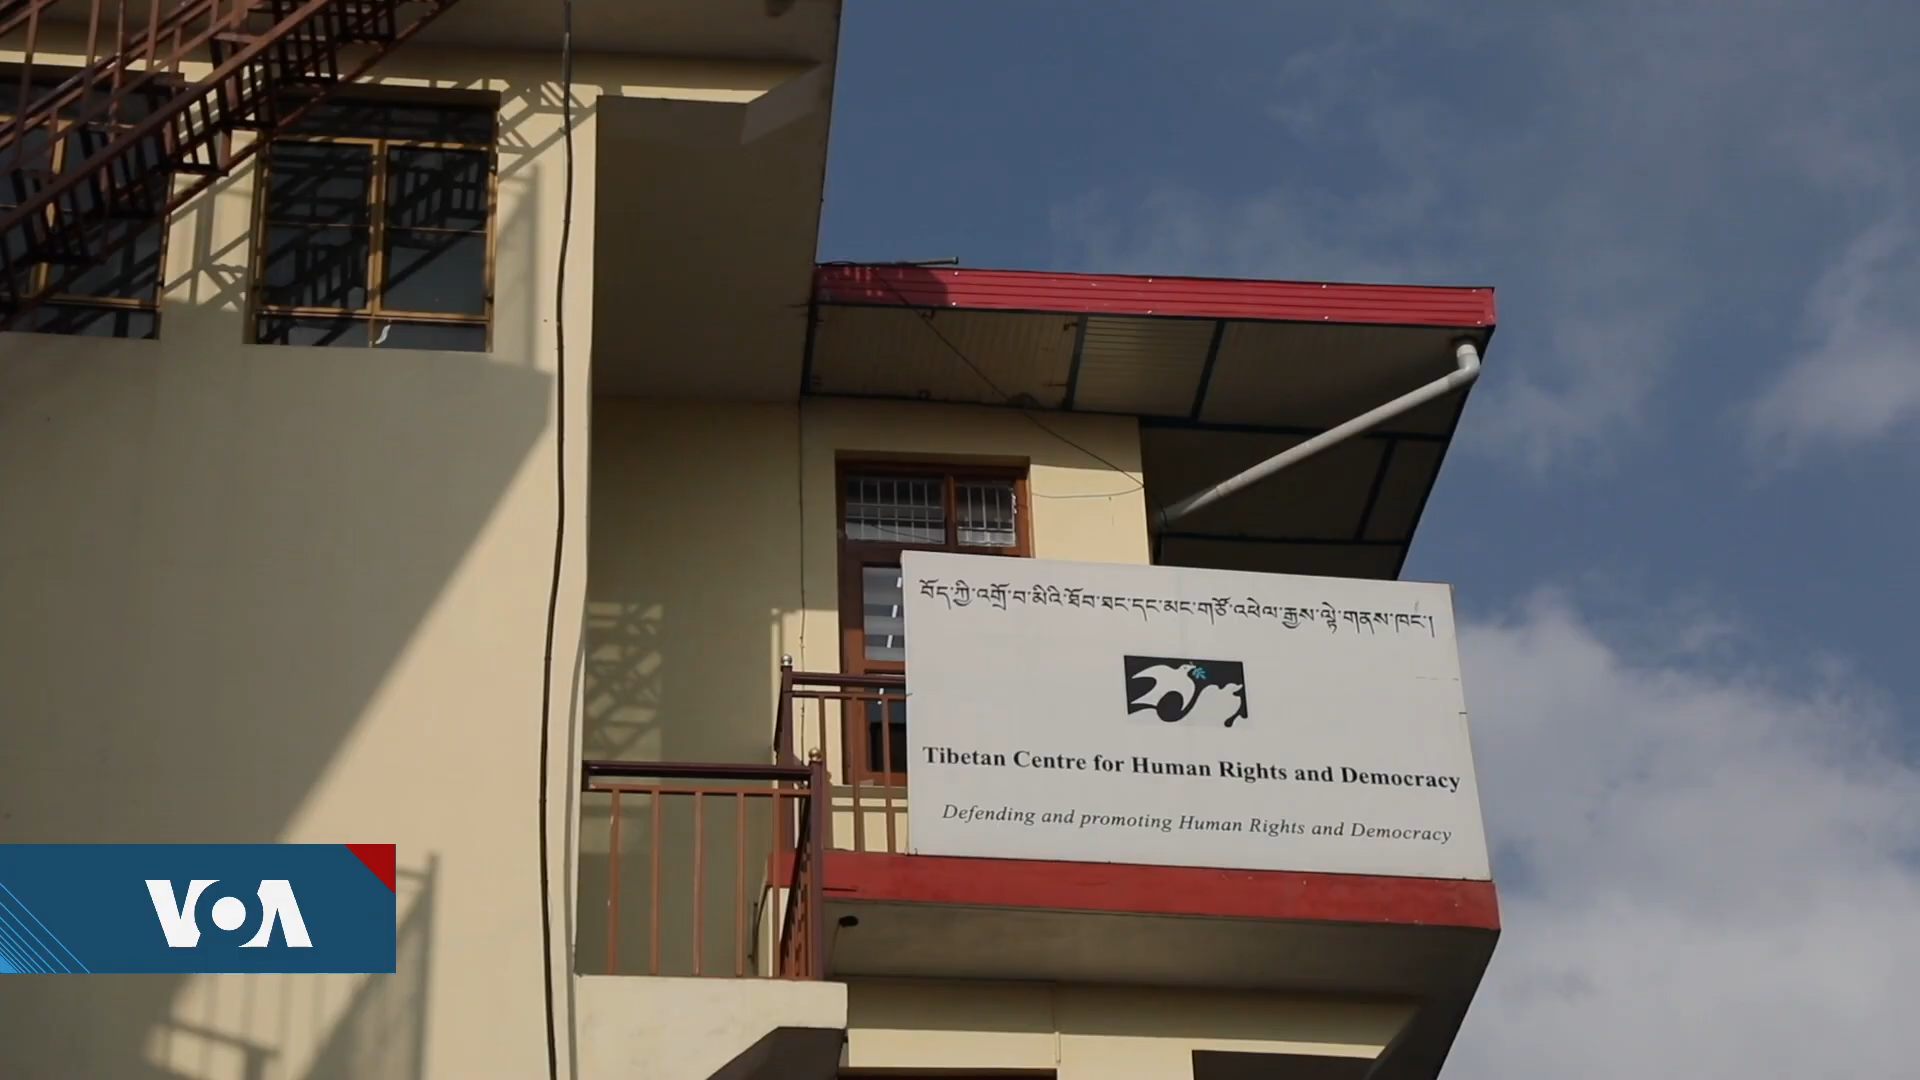 བོད་ཀྱི་འགྲོ་བ་མིའི་ཐོབ་ཐང་དང་མང་གཙོ་འཕེལ་རྒྱས་ལྟེ་གནས་ཁང་།
Tibetan Centre for Human Rights and Democracy
Defending and promoting Human Rights and Democracy
VOA